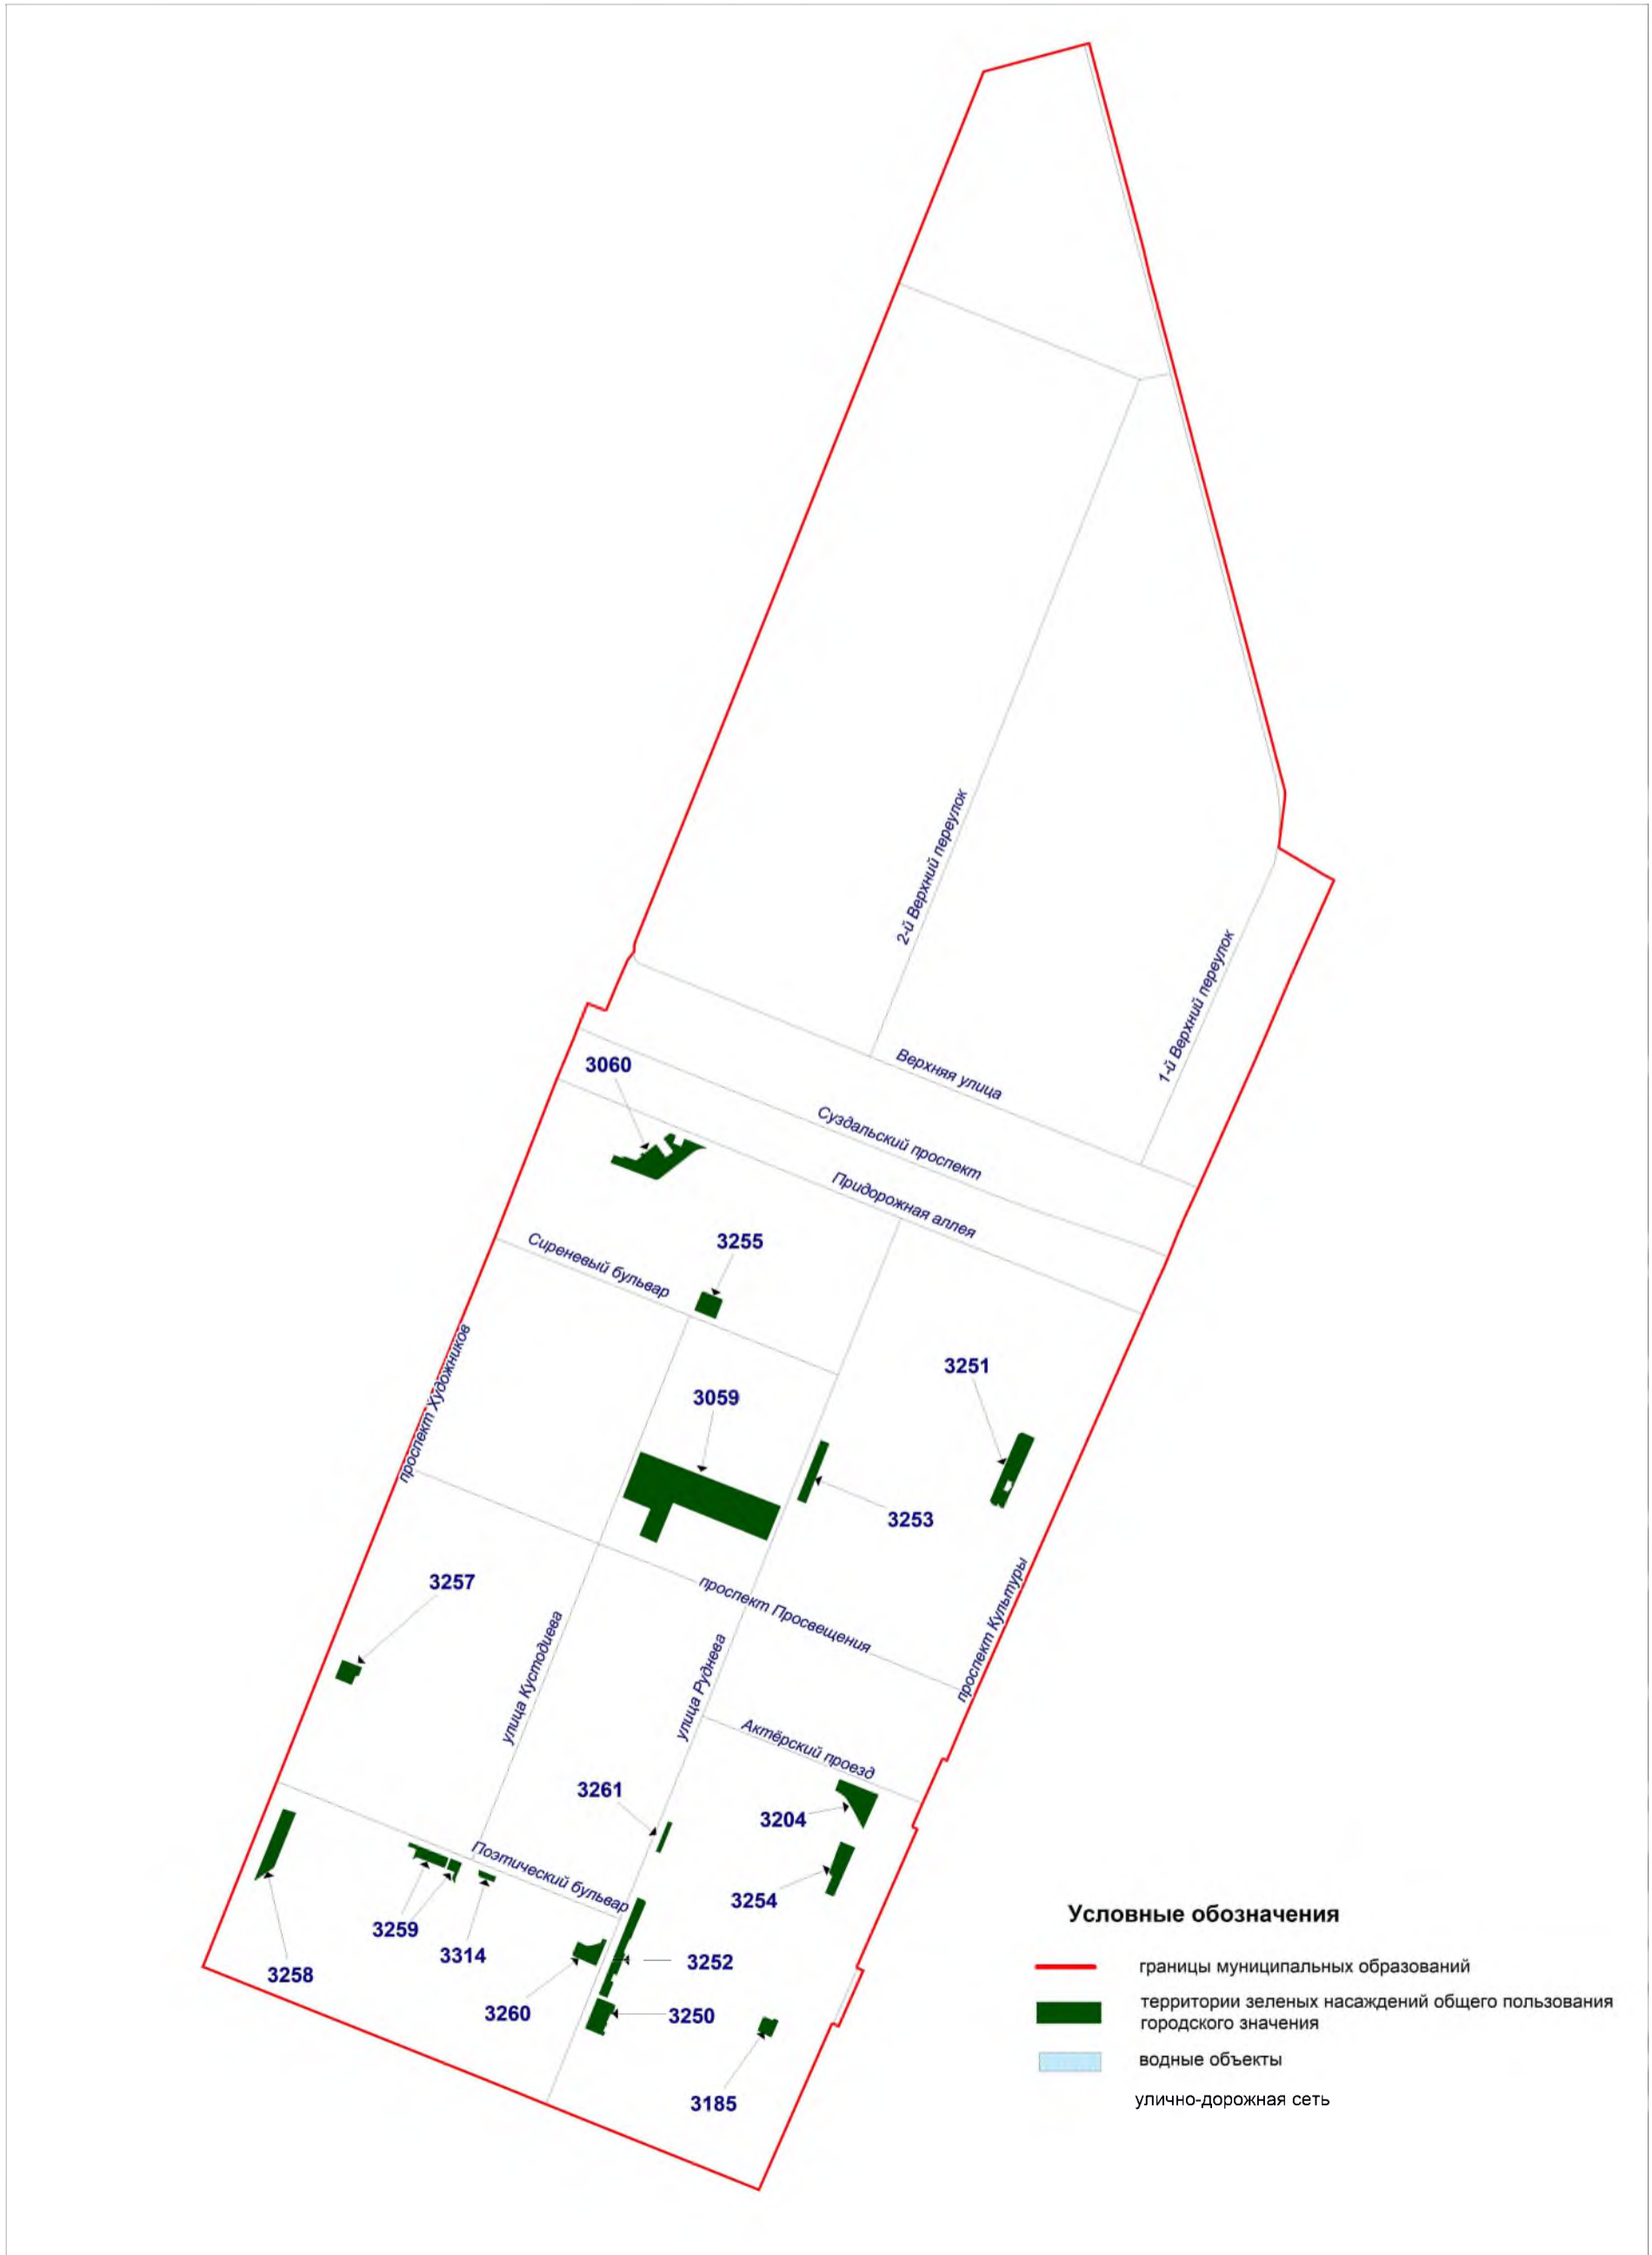 2-й Верхний переулок
1-й Верхний переулок
Верхняя улица
3060
Суздальский проспект
Придорожная аллея
3255
Сиреневый бульвар
проспект Художников
3251
3059
3253
3257
проспект Просвещения
проспект Культуры
улица Кустодиева
улица Руднева
Актёрский проезд
3261
3204
Поэтический бульвар
3254
3259
3314
3252
3258
3260
3250
3185
Условные обозначения
границы муниципальных образований
территории зеленых насаждений общего пользования
городского значения
водные объекты
улично-дорожная сеть